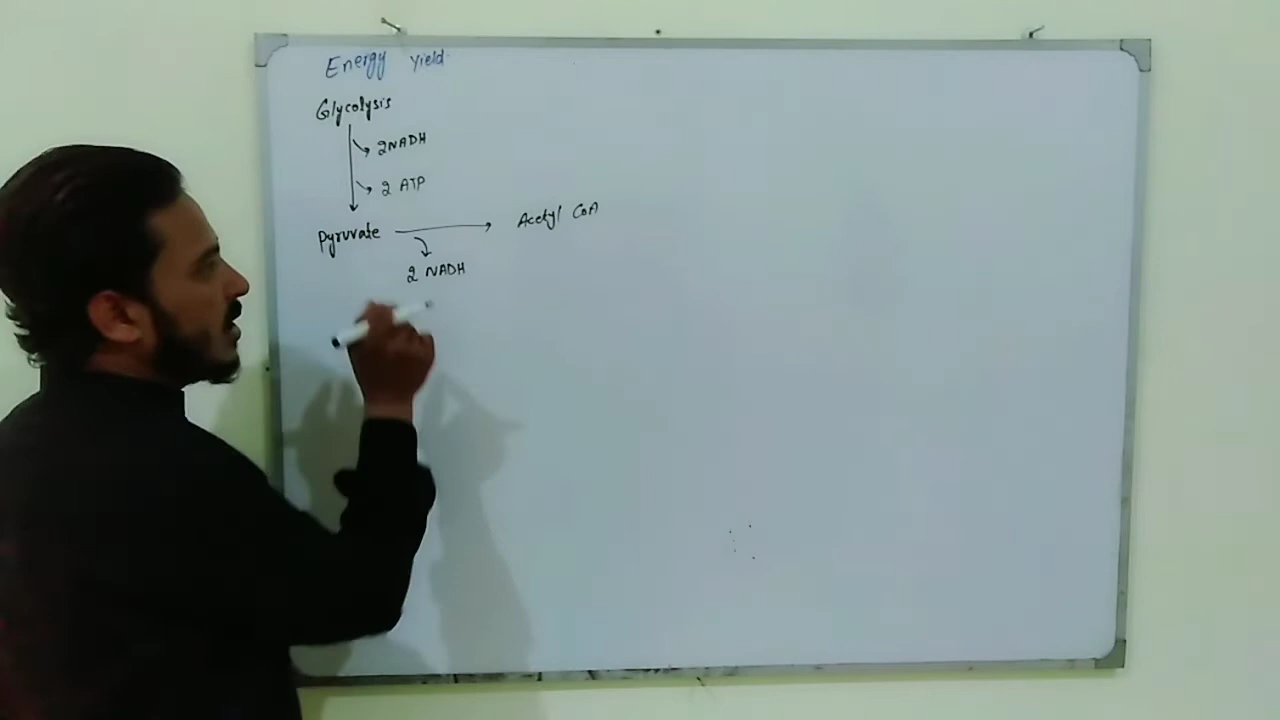 Energy Yield
Glycolysis
2NADH
2 ATP
Pyruvate
Acetyl CoA
2 NADH